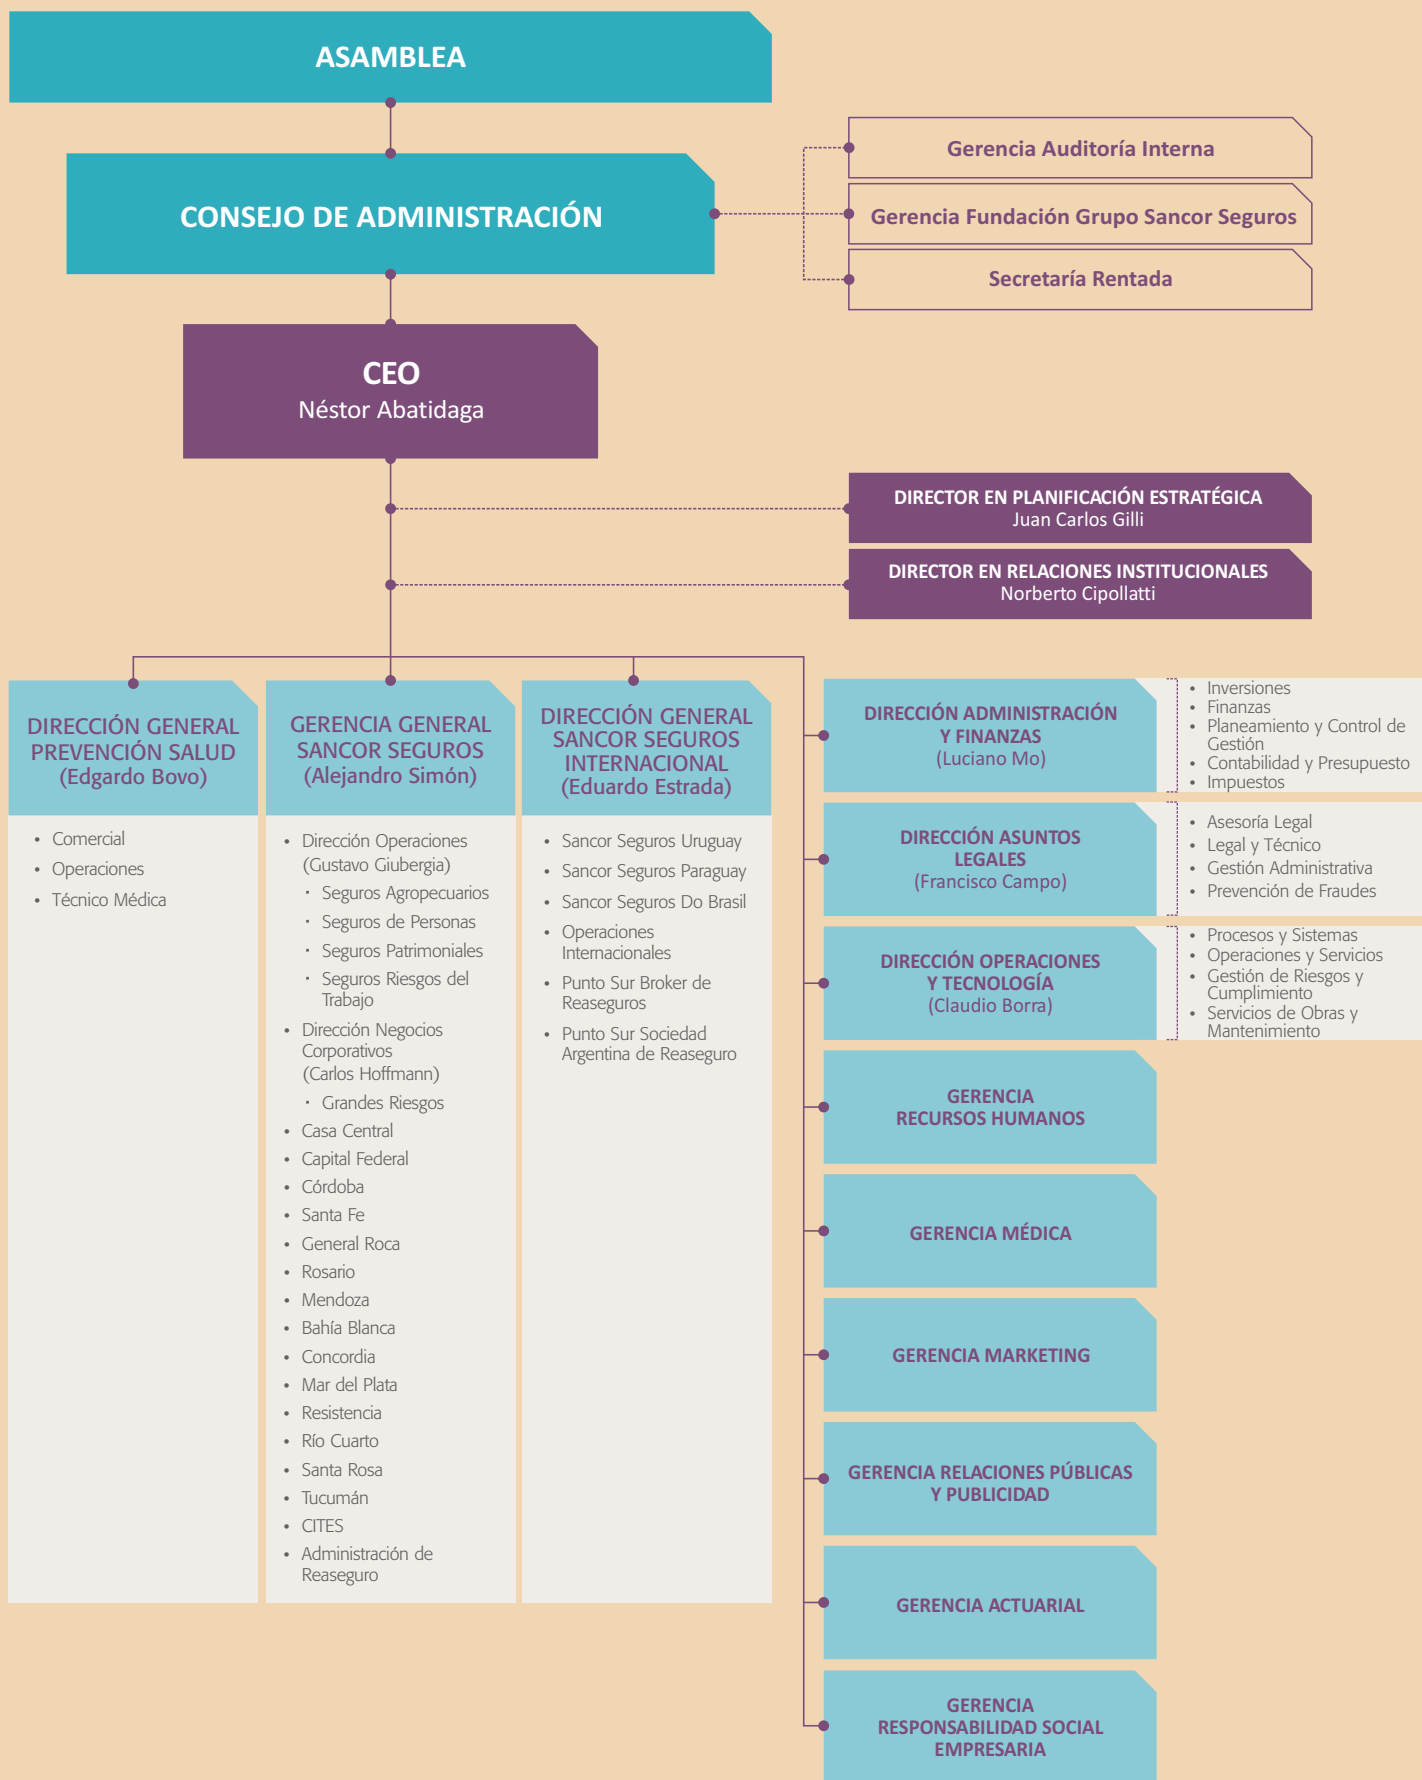 ASAMBLEA
CONSEJO DE ADMINISTRACIÓN
Gerencia Auditoría Interna
Gerencia Fundación Grupo Sancor Seguros
Secretaría Rentada
CEO
Néstor Abatidaga
DIRECTOR EN PLANIFICACIÓN ESTRATÉGICA
Juan Carlos Gilli
DIRECTOR EN RELACIONES INSTITUCIONALES
Norberto Cipollatti
DIRECCIÓN GENERAL
PREVENCIÓN SALUD
(Edgardo Bovo)
• Comercial
• Operaciones
• Técnico Médica
GERENCIA GENERAL
SANCOR SEGUROS
(Alejandro Simón)
• Dirección Operaciones
(Gustavo Giubergia)
· Seguros Agropecuarios
· Seguros de Personas
· Seguros Patrimoniales
· Seguros Riesgos del
Trabajo
• Dirección Negocios
Corporativos
(Carlos Hoffmann)
· Grandes Riesgos
• Casa Central
• Capital Federal
• Córdoba
• Santa Fe
• General Roca
• Rosario
• Mendoza
• Bahía Blanca
• Concordia
• Mar del Plata
• Resistencia
• Río Cuarto
• Santa Rosa
• Tucumán
• CITES
• Administración de
Reaseguro
DIRECCIÓN GENERAL
SANCOR SEGUROS
INTERNACIONAL
(Eduardo Estrada)
• Sancor Seguros Uruguay
• Sancor Seguros Paraguay
• Sancor Seguros Do Brasil
• Operaciones
Internacionales
• Punto Sur Broker de
Reaseguros
• Punto Sur Sociedad
Argentina de Reaseguro
DIRECCIÓN ADMINISTRACIÓN
Y FINANZAS
(Luciano Mo)
• Inversiones
• Finanzas
• Planeamiento y Control de
Gestión
• Contabilidad y Presupuesto
• Impuestos
DIRECCIÓN ASUNTOS
LEGALES
(Francisco Campo)
• Asesoría Legal
• Legal y Técnico
• Gestión Administrativa
• Prevención de Fraudes
DIRECCIÓN OPERACIONES
Y TECNOLOGÍA
(Claudio Borra)
• Procesos y Sistemas
• Operaciones y Servicios
• Gestión de Riesgos y
Cumplimiento
• Servicios de Obras y
Mantenimiento
GERENCIA
RECURSOS HUMANOS
GERENCIA MÉDICA
GERENCIA MARKETING
GERENCIA RELACIONES PÚBLICAS
Y PUBLICIDAD
GERENCIA ACTUARIAL
GERENCIA
RESPONSABILIDAD SOCIAL
EMPRESARIA